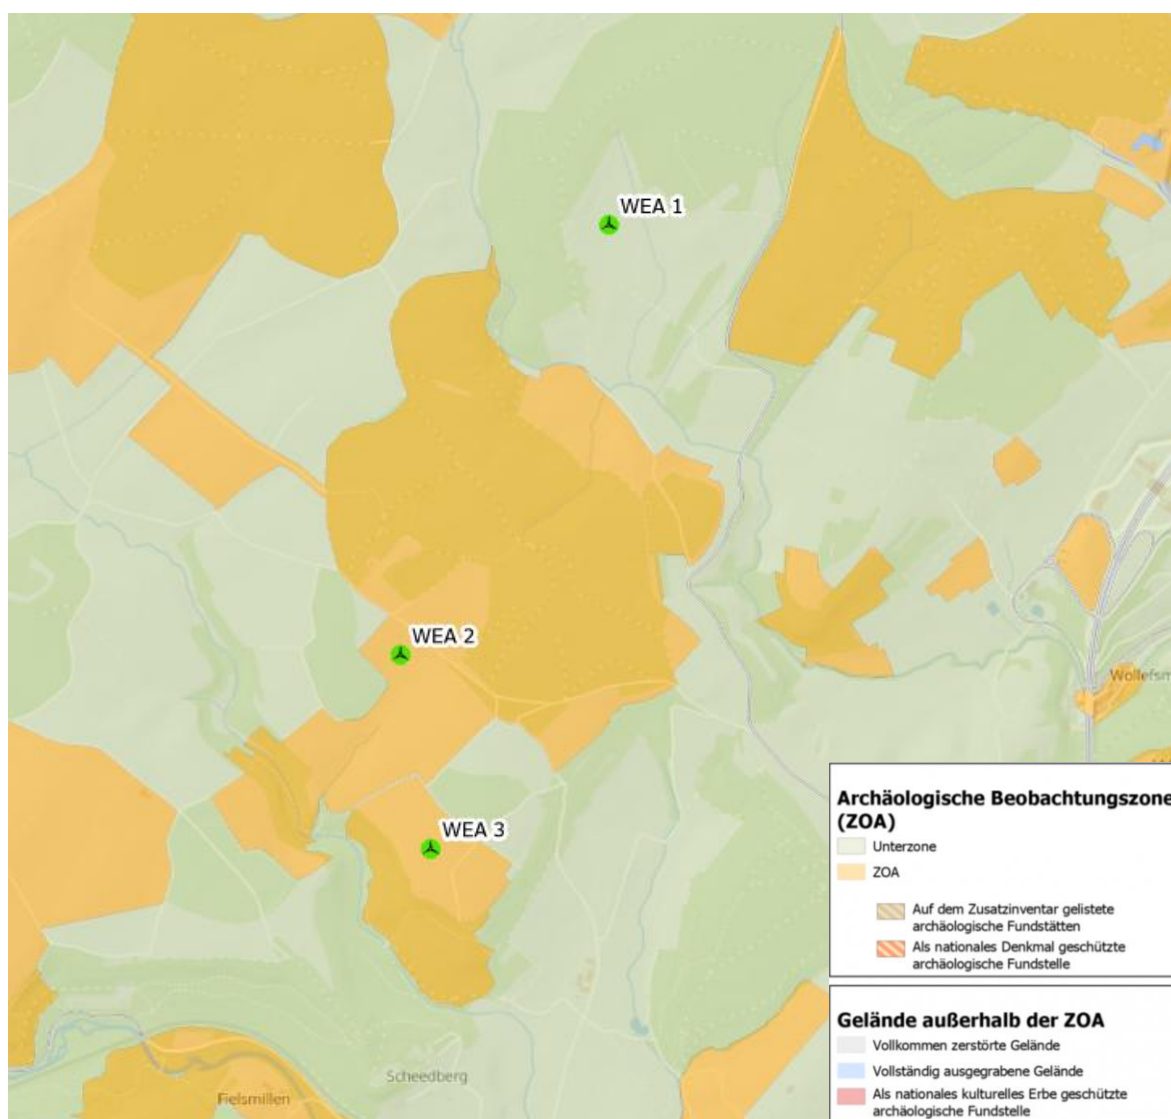 WEA 1
WEA 2
Wollefsm
WEA 3
Archäologische Beobachtungszone
(ZOA)
Unterzone
ZOA
Auf dem Zusatzinventar gelistete
archäologische Fundstätten
Als nationales Denkmal geschützte
archäologische Fundstelle
Gelände außerhalb der ZOA
Vollkommen zerstörte Gelände
Vollständig ausgegrabene Gelände
Als nationales kulturelles Erbe geschützte
archäologische Fundstelle
Scheedberg
Fielsmillen